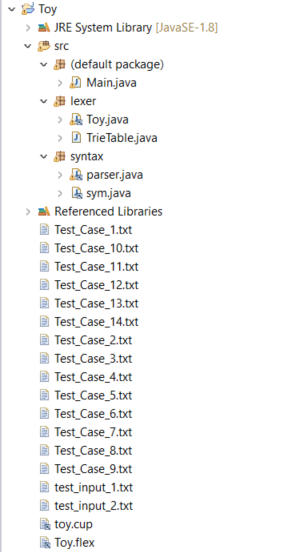 Toy
JRE System Library [JavaSE-1.8]
src
(default package)
Main.java
lexer
Toy.java
TrieTable.java
syntax
parser.java
sym.java
Referenced Libraries
Test_Case_1.txt
Test_Case_10.txt
Test_Case_11.txt
Test_Case_12.txt
Test_Case_13.txt
Test_Case_14.txt
Test_Case_2.txt
Test_Case_3.txt
Test_Case_4.txt
Test_Case_5.txt
Test_Case_6.txt
Test_Case_7.txt
Test_Case_8.txt
Test_Case_9.txt
test_input_1.txt
test_input_2.txt
toy.cup
Toy.flex